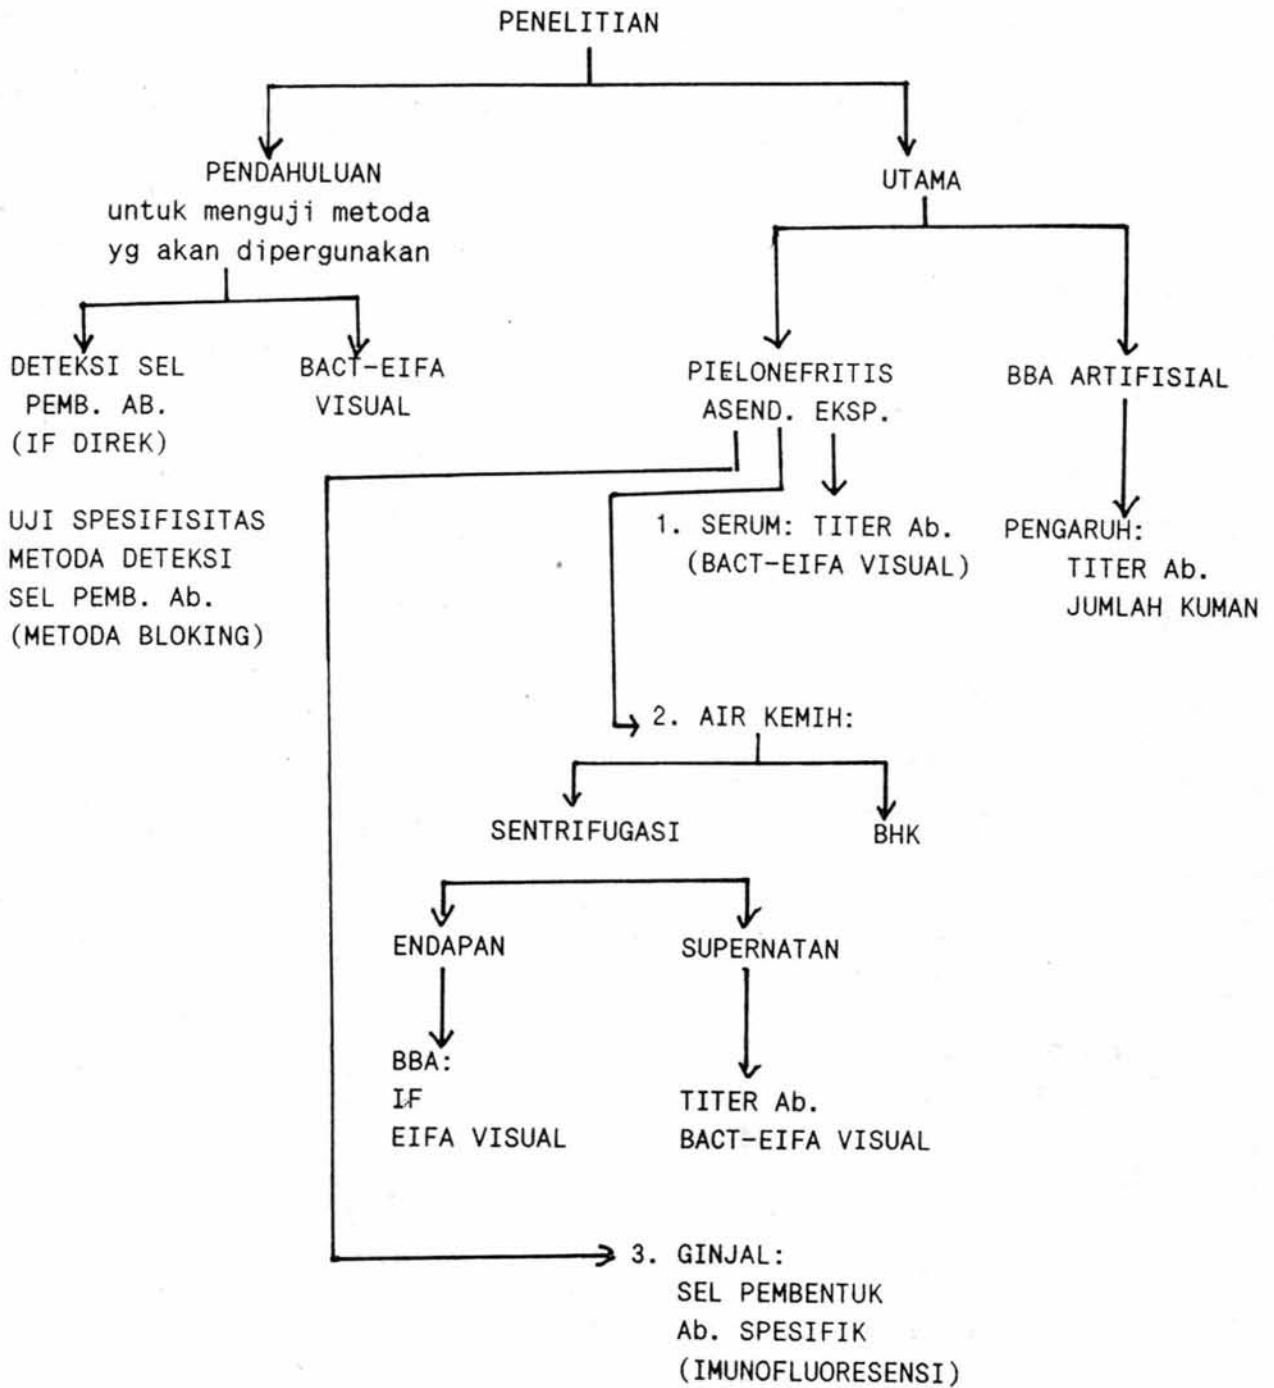 PENELITIAN
PENDAHULUAN
untuk menguji metoda
yg akan dipergunakan
UTAMA
DETEKSI SEL
PEMB. AB.
(IF DIREK)
BACT-EIFA
VISUAL
UJI SPESIFISITAS
METODA DETEKSI
SEL PEMB. Ab.
(METODA BLOKING)
PIELONEFRITIS
ASEND. EKSP.
BBA ARTIFISIAL
1. SERUM: TITER Ab.
(BACT-EIFA VISUAL)
PENGARUH:
TITER Ab.
JUMLAH KUMAN
2. AIR KEMIH:
SENTRIFUGASI
BHK
ENDAPAN
SUPERNATAN
BBA:
IF
EIFA VISUAL
TITER Ab.
BACT-EIFA VISUAL
3. GINJAL:
SEL PEMBENTUK
Ab. SPESIFIK
(IMUNOFLUORESENSI)